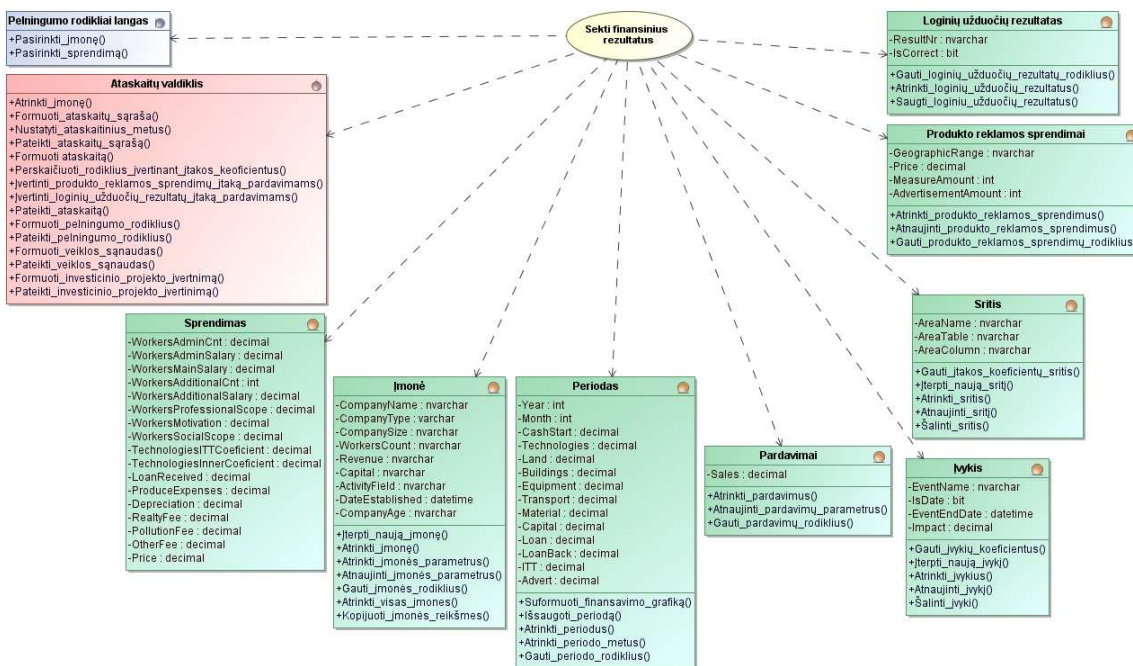 Pelningumo rodikliai langas
+Pasirinkti_įmonę()
+Pasirinkti_sprendimą()
Sekti finansinius
rezultatus
Loginių užduočių rezultatas
-ResultNr : nvarchar
-IsCorrect : bit
+Gauti_loginių_užduočių_rezultatų_rodiklius()
+Atrinkti_loginių_užduočių_rezultatus()
+Saugti_loginių_užduočių_rezultatus()
Ataskaitų valdiklis
+Atrinkti_įmonę()
+Formuoti_ataskaitų_sąraša()
+Nustatyti_ataskaitinius_metus()
+Pateikti_ataskaitų_sąrašą()
+Formuoti ataskaitą()
+Perskaičiuoti_rodiklius_įvertinant_įtakos_keoficientus()
+Įvertinti_produkto_reklamos_sprendimų_įtaką_pardavimams()
+Įvertinti_loginių_užduočių_rezultatų_įtaką_pardavimams()
+Pateikti_ataskaitą()
+Formuoti_pelningumo_rodiklius()
+Pateikti_pelningumo_rodiklius()
+Formuoti_veiklos_sąnaudas()
+Pateikti_veiklos_sąnaudas()
+Formuoti_investicinio_projekto_įvertnimą()
+Pateikti_investicinio_projekto_įvertinimą()
Produkto reklamos sprendimai
-GeographicRange : nvarchar
-Price : decimal
-MeasureAmount : int
-AdvertisementAmount : int
+Atrinkti_produkto_reklamos_sprendimus()
+Atnaujinti_produkto_reklamos_sprendimus()
+Gauti_produkto_reklamos_sprendimų_rodiklius
Sprendimas
-WorkersAdminCnt : decimal
-WorkersAdminSalary : decimal
-WorkersMainSalary : decimal
-WorkersAdditionalCnt : int
-WorkersAdditionalSalary : decimal
-WorkersProfessionalScope : decimal
-WorkersMotivation : decimal
-WorkersSocialScope : decimal
-TechnologiesITTCoeficient : decimal
-TechnologiesInnerCoeficient : decimal
-LoanReceived : decimal
-ProduceExpenses : decimal
-Depreciation : decimal
-RealtyFee : decimal
-PollutionFee : decimal
-OtherFee : decimal
-Price : decimal
Įmonė
-CompanyName : nvarchar
-CompanyType : varchar
-CompanySize : nvarchar
-WorkersCount : nvarchar
-Revenue : nvarchar
-Capital : nvarchar
-ActivityField : nvarchar
-DateEstablished : datetime
-CompanyAge : nvarchar
+Įterpti_naują_įmonę()
+Atrinkti_įmonę()
+Atrinkti_įmonės_parametrus()
+Atnaujinti_įmonės_parametrus()
+Gauti_įmonės_rodiklius()
+Atrinkti_visas_įmones()
+Kopijuoti_įmonės_reikšmes()
Periodas
-Year : int
-Month : int
-CashStart : decimal
-Technologies : decimal
-Land : decimal
-Buildings : decimal
-Equipment : decimal
-Transport : decimal
-Material : decimal
-Capital : decimal
-Loan : decimal
-LoanBack : decimal
-ITT : decimal
-Advert : decimal
+Suformuoti_finansavimo_grafiką()
+Išsaugoti_periodą()
+Atrinkti_periodus()
+Atrinkti_periodo_metus()
+Gauti_periodo_rodiklius()
Pardavimai
-Sales : decimal
+Atrinkti_pardavimus()
+Atnaujinti_pardavimų_parametrus()
+Gauti_pardavimų_rodiklius()
Sritis
-AreaName : nvarchar
-AreaTable : nvarchar
-AreaColumn : nvarchar
+Gauti_įtakos_koeficientų_sritis()
+Įterpti_naują_sritį()
+Atrinkti_sritis()
+Atnaujinti_sritį()
+Šalinti_sritis()
Įvykis
-EventName : nvarchar
-IsDate : bit
-EventEndDate : datetime
-Impact : decimal
+Gauti_įvykių_koeficientus()
+Įterpti_naują_įvykį()
+Atrinkti_įvykius()
+Atnaujinti_įvykį()
+Šalinti_įvykį()